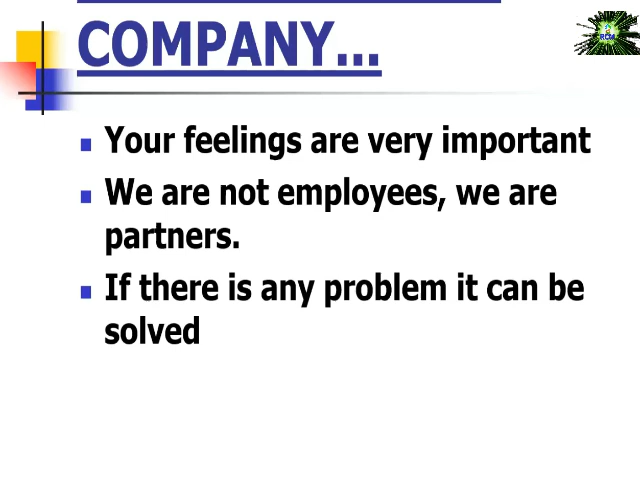 COMPANY...
Your feelings are very important
We are not employees, we are
partners.
If there is any problem it can be
solved
RCM